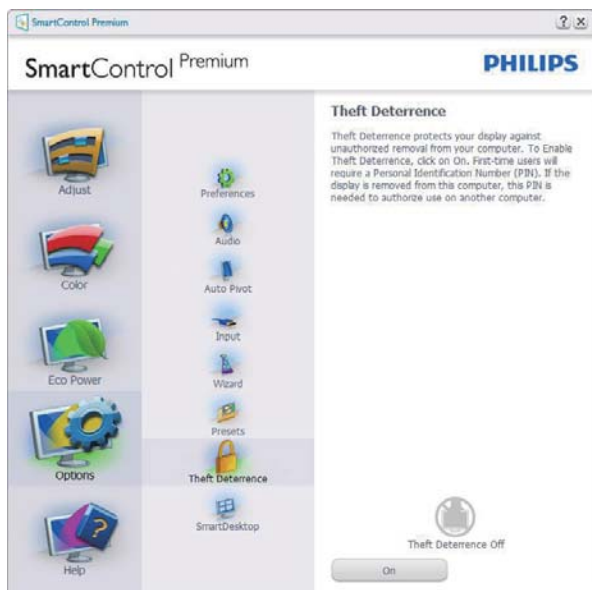 SmartControl Premium
? x
SmartControl Premium
PHILIPS
Adjust
Color
Eco Power
Options
Help
Preferences
Audio
Auto Pivot
Input
Wizard
Presets
Theft Deterrence
SmartDesktop
Theft Deterrence
Theft Deterrence protects your display against
unauthorized removal from your computer. To Enable
Theft Deterrence, click on On. First-time users will
require a Personal Identification Number (PIN). If the
display is removed from this computer, this PIN is
needed to authorize use on another computer.
Theft Deterrence Off
On